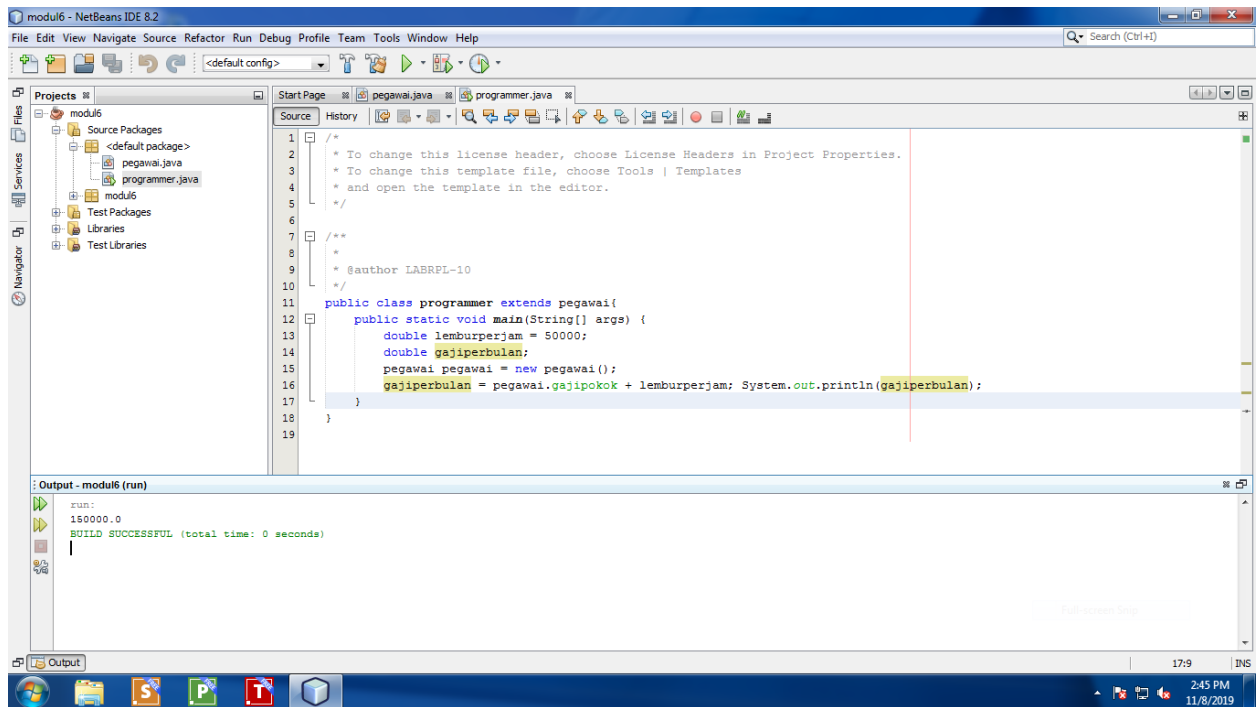 modul6 - NetBeans IDE 8.2
File Edit View Navigate Source Refactor Run Debug Profile Team Tools Window Help
Search (Ctrl+I)
<default config>
Projects
Start Page
pegawai.java
programmer.java
Files
Services
Navigator
modul6
Source Packages
<default package>
pegawai.java
programmer.java
modul6
Test Packages
Libraries
Test Libraries
Source History
1 /*
2 * To change this license header, choose License Headers in Project Properties.
3 * To change this template file, choose Tools | Templates
4 * and open the template in the editor.
5 */
6
7 /**
8 *
9 * @author LABRPL-10
10 */
11 public class programmer extends pegawai{
12 public static void main(String[] args) {
13 double lemburperjam = 50000;
14 double gajiperbulan;
15 pegawai pegawai = new pegawai();
16 gajiperbulan = pegawai.gajipokok + lemburperjam; System.out.println(gajiperbulan);
17 }
18 }
19
Output - modul6 (run)
run:
150000.0
BUILD SUCCESSFUL (total time: 0 seconds)
Full-screen Snip
Output
17:9
INS
S
P
T
2:45 PM
11/8/2019